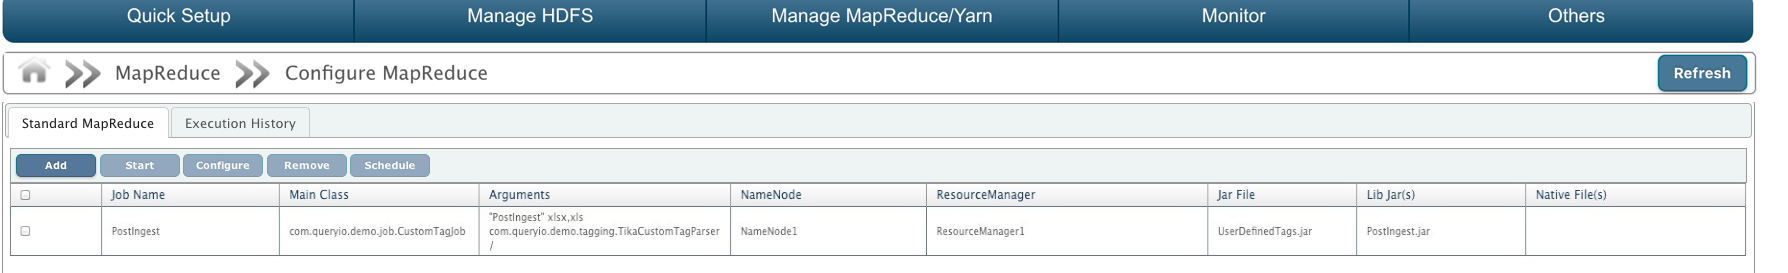 Quick Setup Manage HDFS Manage MapReduce/Yarn Monitor Others
MapReduce Configure MapReduce Refresh
Standard MapReduce Execution History
Add Start Configure Remove Schedule
Job Name Main Class Arguments NameNode ResourceManager Jar File Lib Jar(s) Native File(s)
"PostIngest" xlsx,xls
PostIngest com.queryio.demo.job.CustomTagJob com.queryio.demo.tagging.TikaCustomTagParser NameNode1 ResourceManager1 UserDefinedTags.jar PostIngest.jar
/